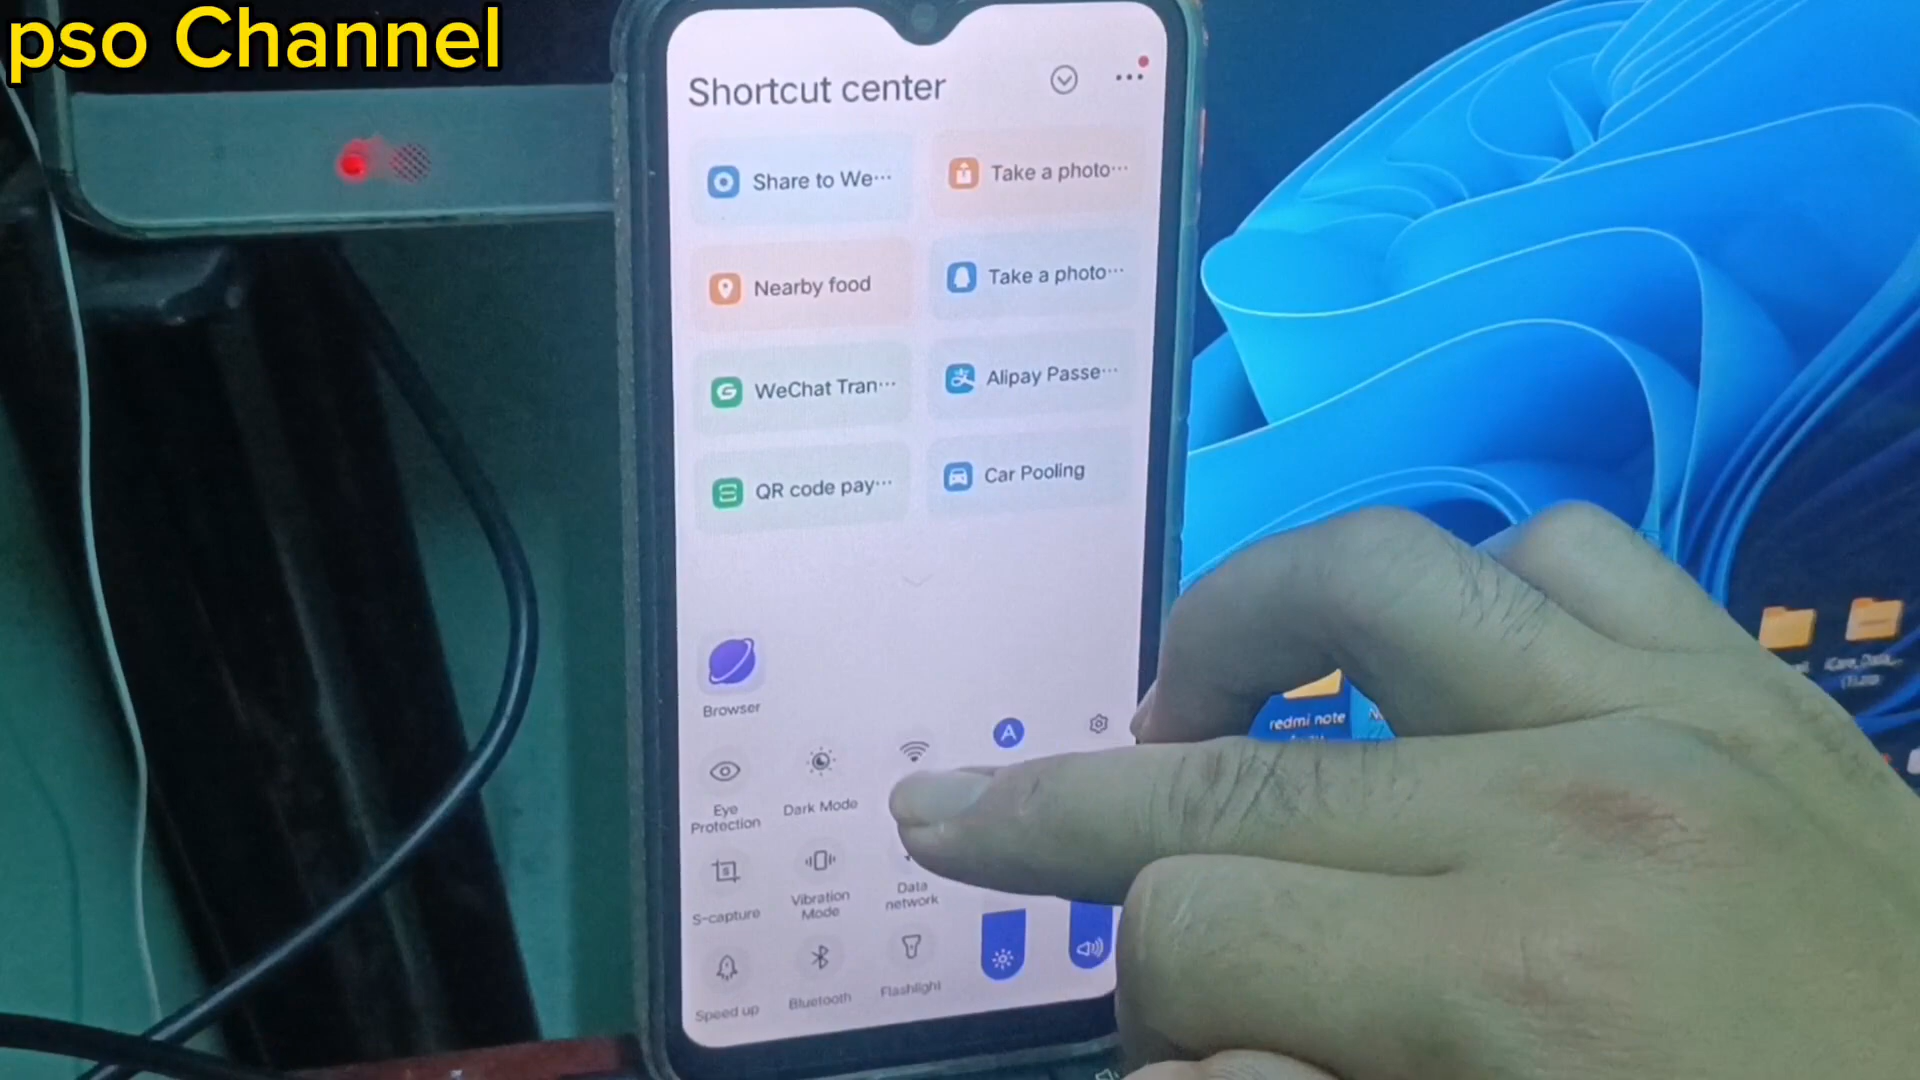 pso Channel
Shortcut center
Share to We···
Take a photo···
Nearby food
Take a photo···
WeChat Tran···
Alipay Passe···
QR code pay···
Car Pooling
Browser
A
Eye
Protection
Dark Mode
S-capture
Vibration
Mode
Data
network
Speed up
Bluetooth
Flashlight
redmi note